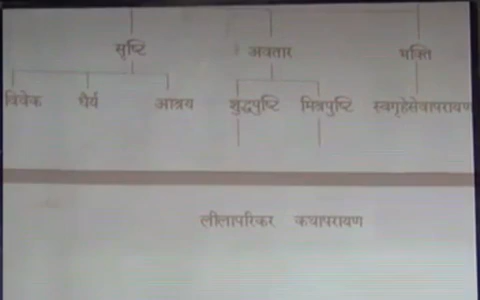 सृष्टि अवतार भक्ति
विवेक धैर्य आश्रय शुद्धपुष्टि मिश्रपुष्टि स्वगृहेसेवापरायण
लीलापरिकर कथापरायण